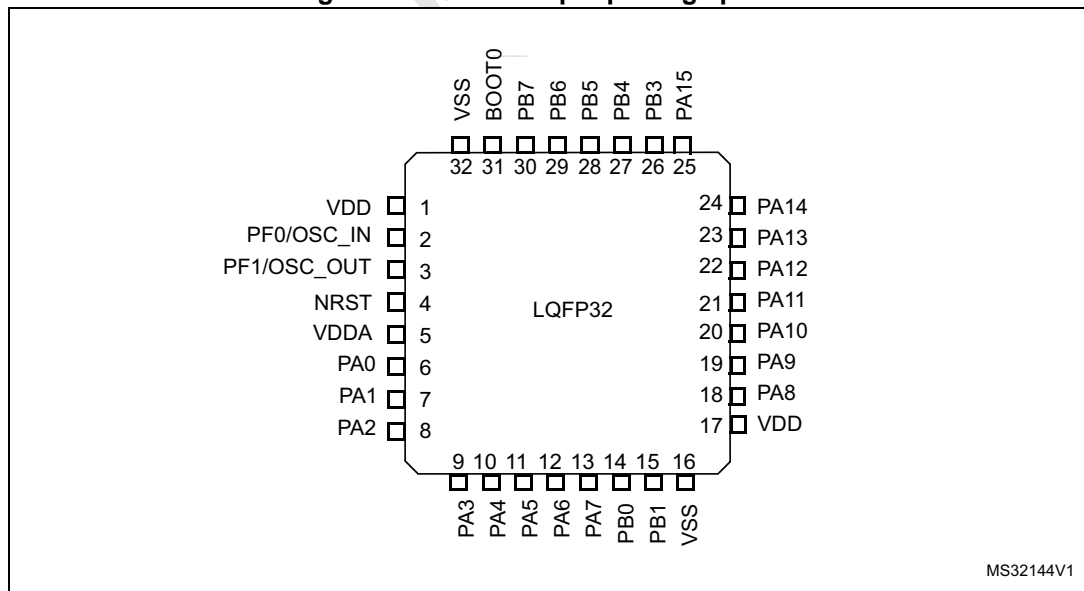 VSS
BOOT0
PB7
PB6
PB5
PB4
PB3
PA15
32 31 30 29 28 27 26 25
VDD 1
PF0/OSC_IN 2
PF1/OSC_OUT 3
NRST 4
VDDA 5
PA0 6
PA1 7
PA2 8
LQFP32
24 PA14
23 PA13
22 PA12
21 PA11
20 PA10
19 PA9
18 PA8
17 VDD
9 10 11 12 13 14 15 16
PA3
PA4
PA5
PA6
PA7
PB0
PB1
VSS
MS32144V1